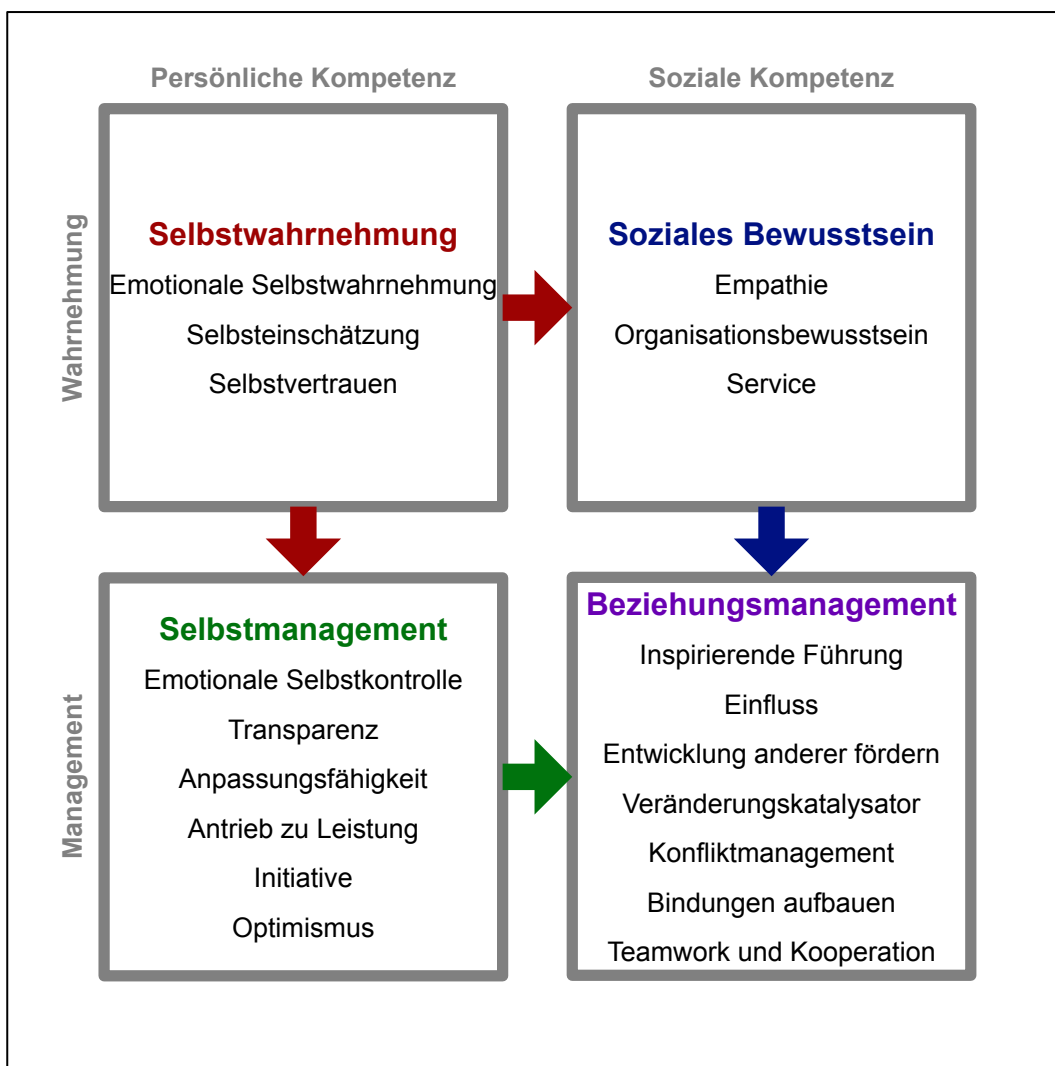 Persönliche Kompetenz
Soziale Kompetenz
Wahrnehmung
Selbstwahrnehmung
Emotionale Selbstwahrnehmung
Selbsteinschätzung
Selbstvertrauen
Soziales Bewusstsein
Empathie
Organisationsbewusstsein
Service
Management
Selbstmanagement
Emotionale Selbstkontrolle
Transparenz
Anpassungsfähigkeit
Antrieb zu Leistung
Initiative
Optimismus
Beziehungsmanagement
Inspirierende Führung
Einfluss
Entwicklung anderer fördern
Veränderungskatalysator
Konfliktmanagement
Bindungen aufbauen
Teamwork und Kooperation